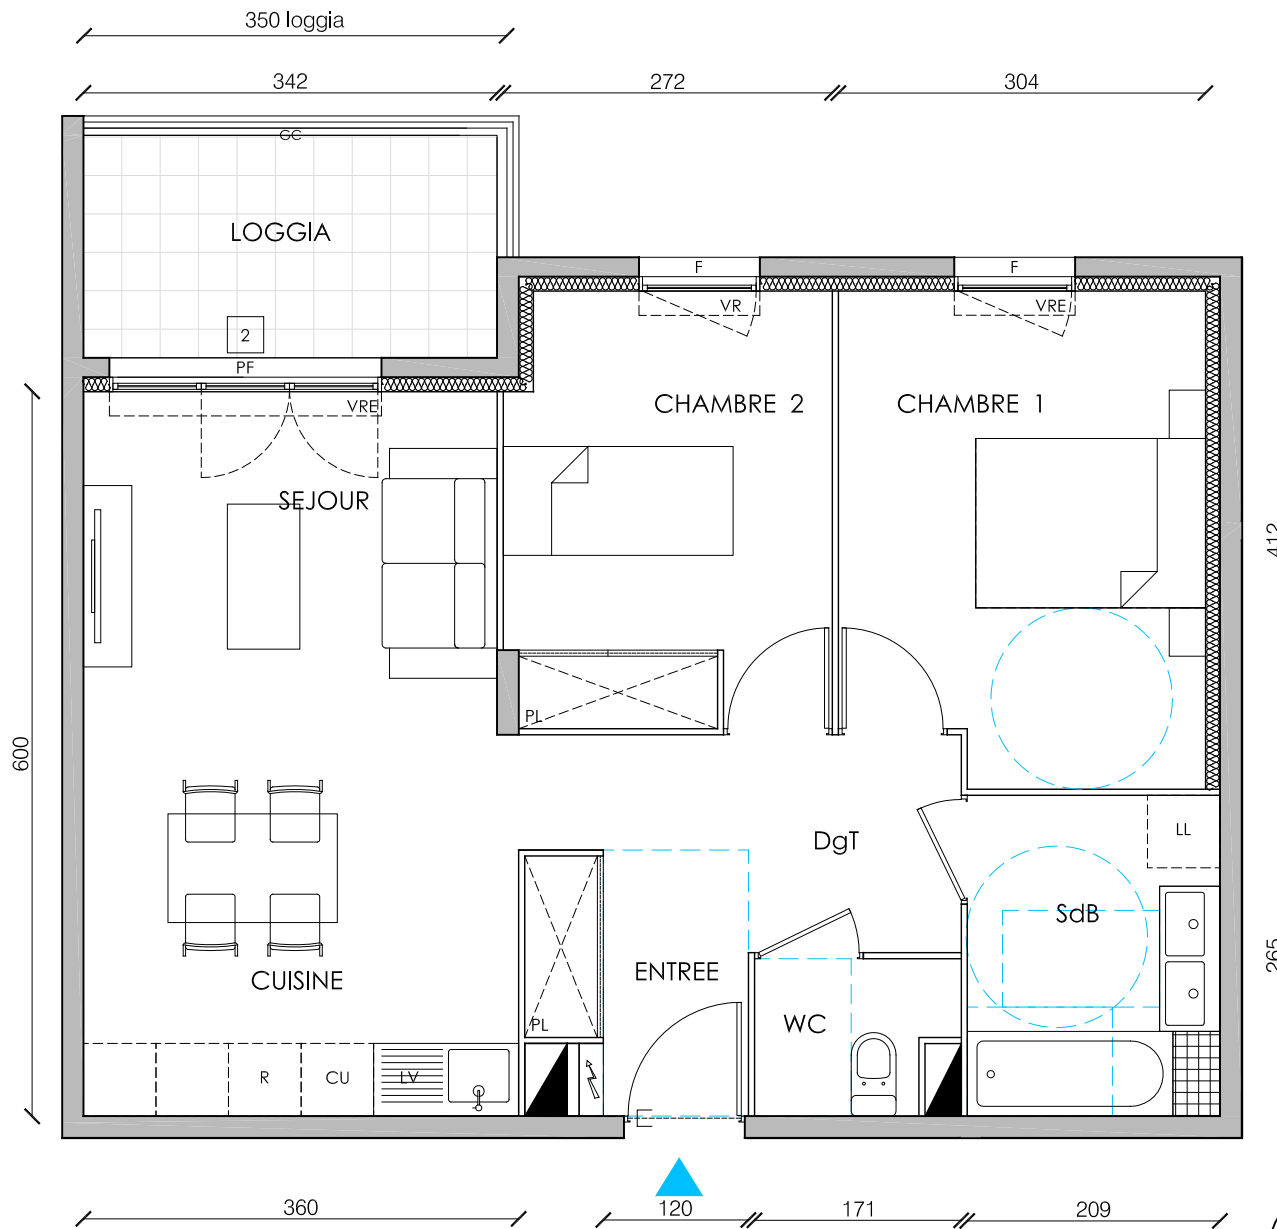 350 loggia
342
272
304
GC
LOGGIA
F
F
2
VR
VRE
PF
VRE
CHAMBRE 2
CHAMBRE 1
SEJOUR
412
PL
600
DgT
LL
SdB
ENTREE
265
CUISINE
WC
PL
R
CU
LV
E
360
120
171
209